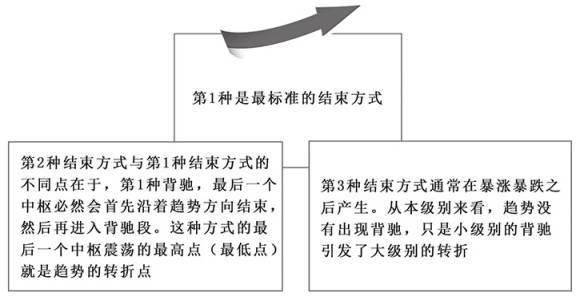 第1种是最标准的结束方式
第2种结束方式与第1种结束方式的
不同点在于，第1种背驰，最后一个
中枢必然会首先沿着趋势方向结束，
然后再进入背驰段。这种方式的最
后一个中枢震荡的最高点（最低点）
就是趋势的转折点
第3种结束方式通常在暴涨暴跌之
后产生。从本级别来看，趋势没
有出现背驰，只是小级别的背驰
引发了大级别的转折